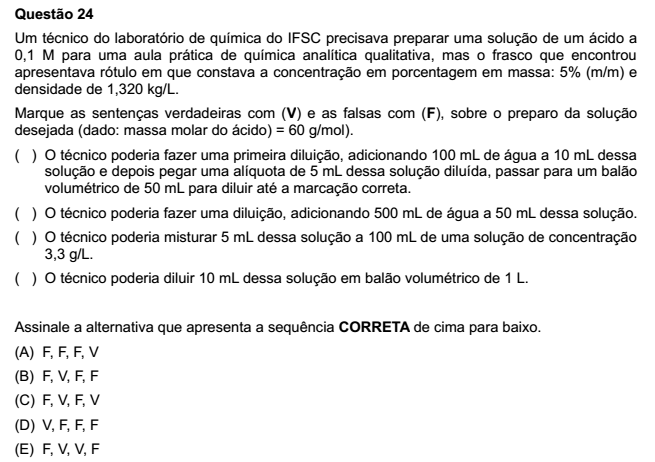 Questão 24
Um técnico do laboratório de química do IFSC precisava preparar uma solução de um ácido a
0,1 M para uma aula prática de química analítica qualitativa, mas o frasco que encontrou
apresentava rótulo em que constava a concentração em porcentagem em massa: 5% (m/m) e
densidade de 1,320 kg/L.
Marque as sentenças verdadeiras com (V) e as falsas com (F), sobre o preparo da solução
desejada (dado: massa molar do ácido) = 60 g/mol).
( ) O técnico poderia fazer uma primeira diluição, adicionando 100 mL de água a 10 mL dessa
solução e depois pegar uma alíquota de 5 mL dessa solução diluída, passar para um balão
volumétrico de 50 mL para diluir até a marcação correta.
( ) O técnico poderia fazer uma diluição, adicionando 500 mL de água a 50 mL dessa solução.
( ) O técnico poderia misturar 5 mL dessa solução a 100 mL de uma solução de concentração
3,3 g/L.
( ) O técnico poderia diluir 10 mL dessa solução em balão volumétrico de 1 L.
Assinale a alternativa que apresenta a sequência CORRETA de cima para baixo.
(A) F, F, F, V
(B) F, V, F, F
(C) F, V, F, V
(D) V, F, F, F
(E) F, V, V, F